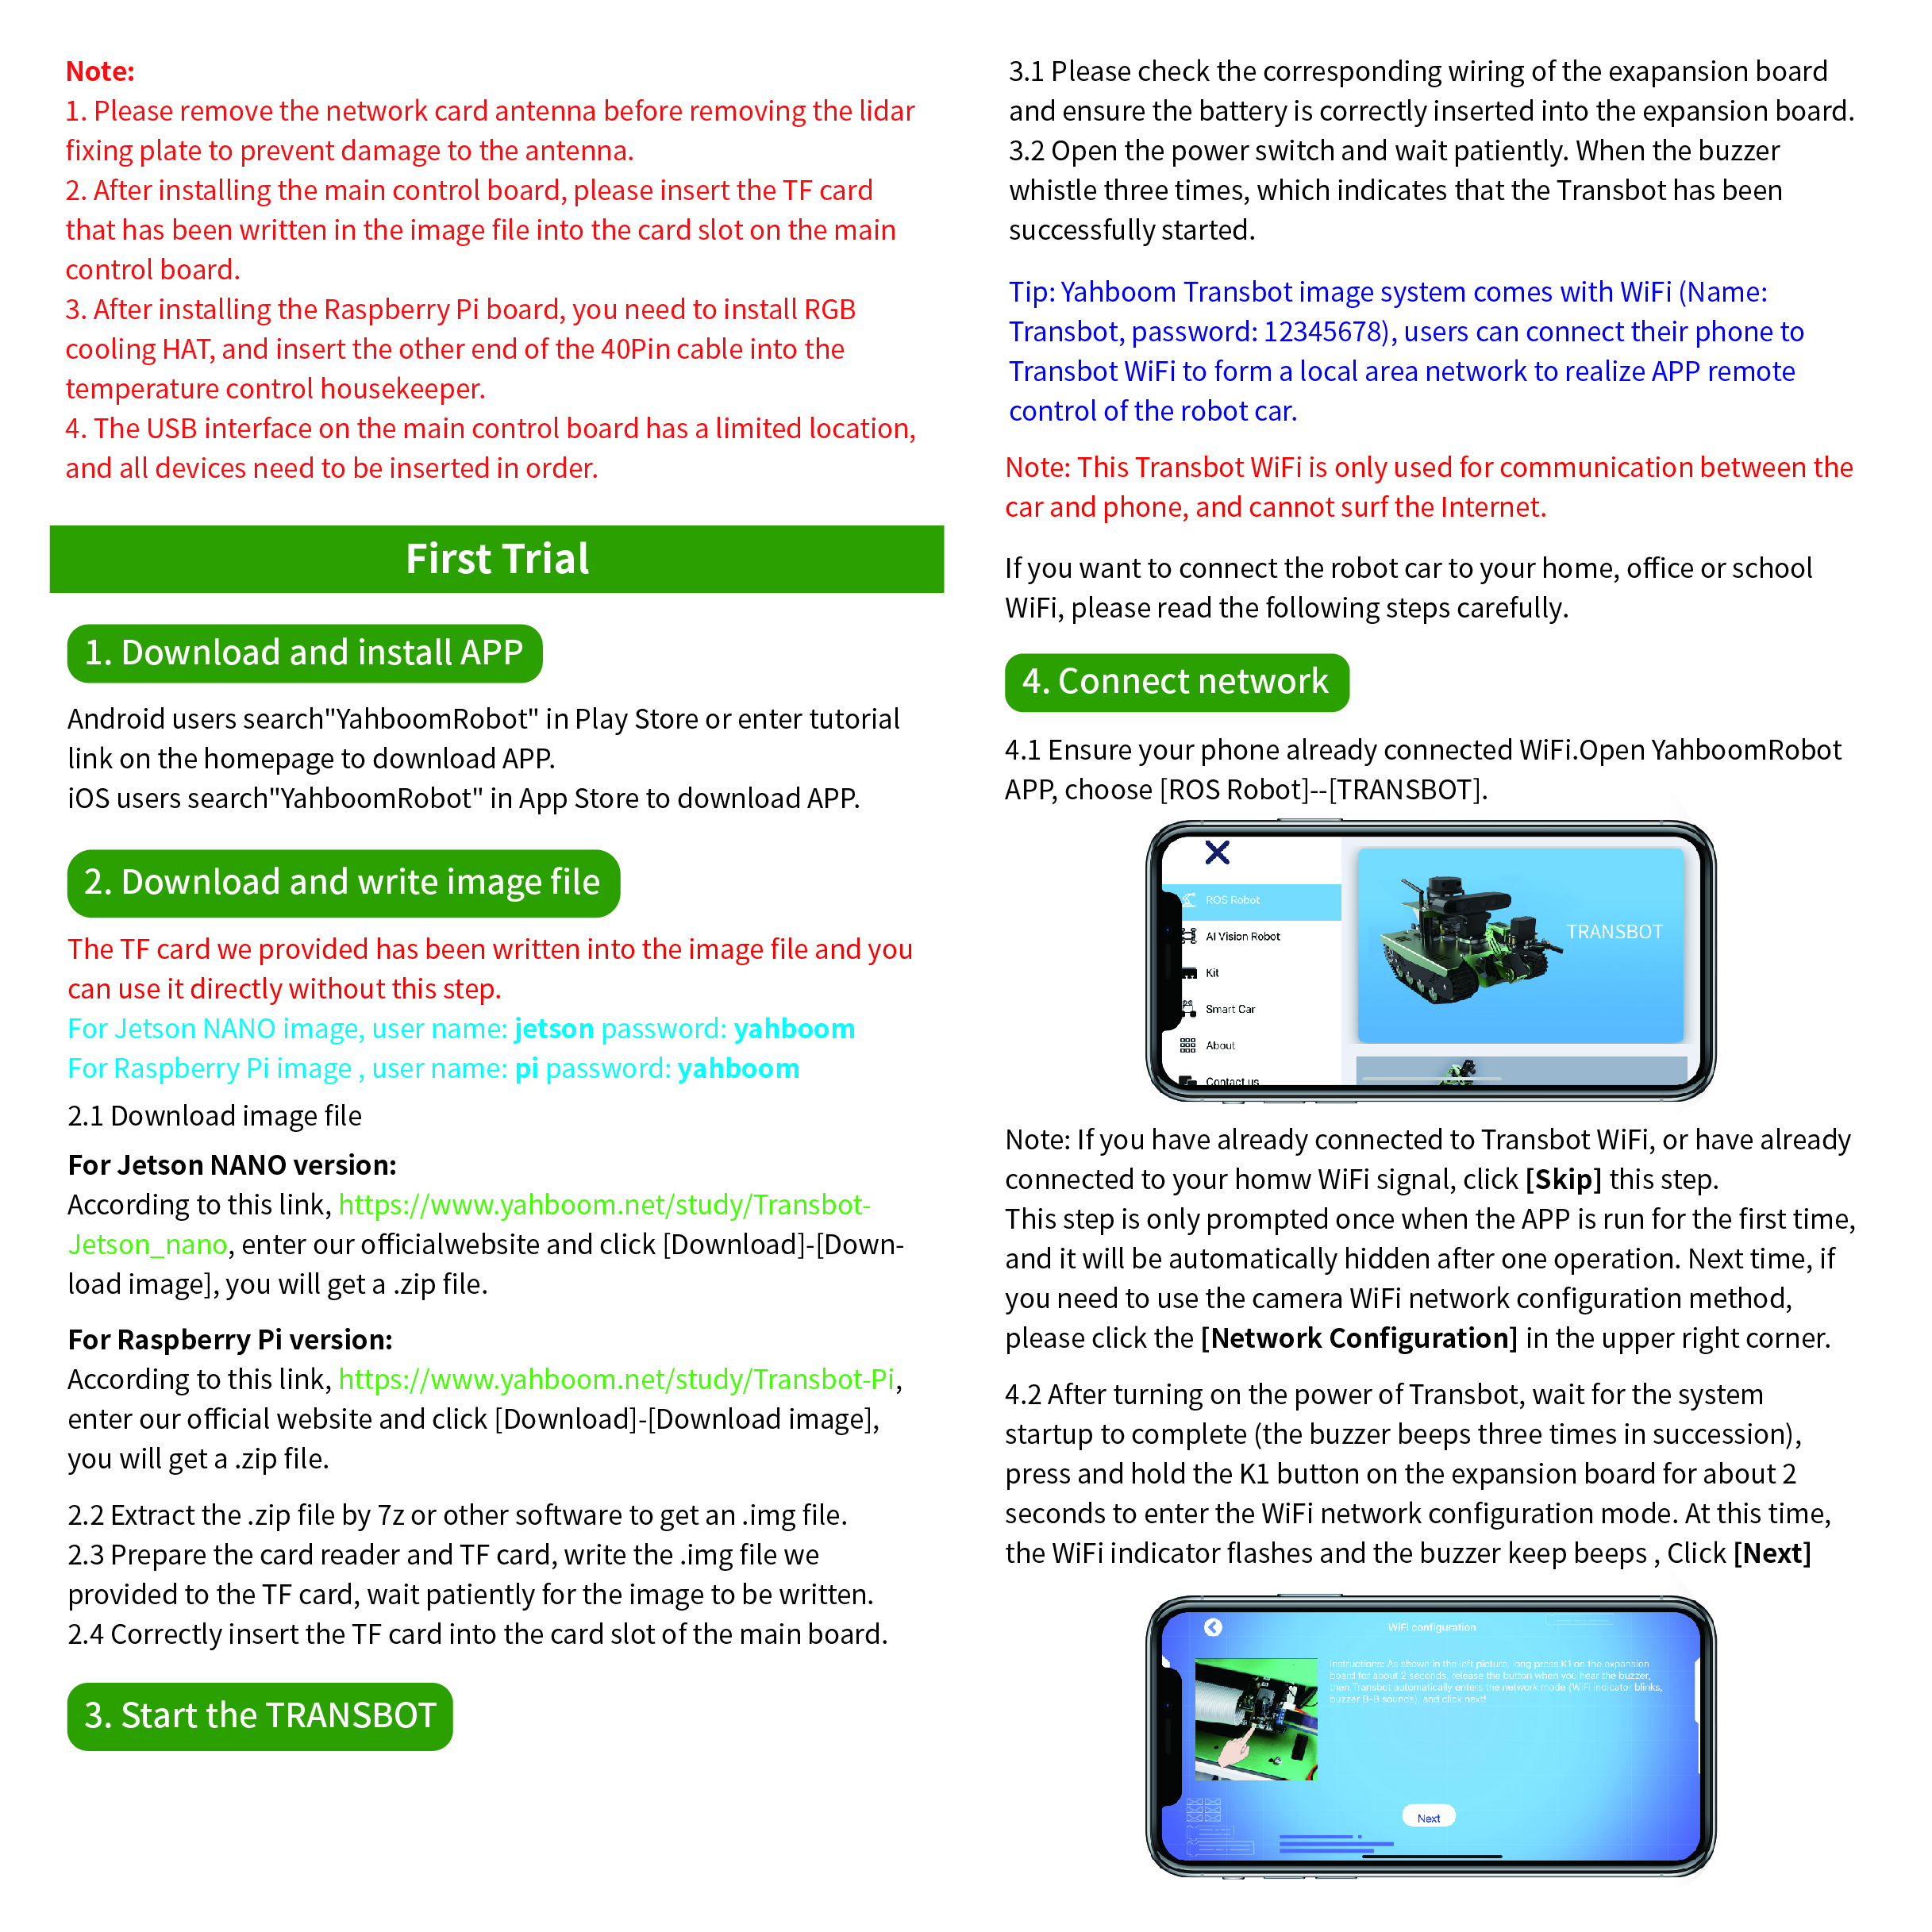 Note:
1. Please remove the network card antenna before removing the lidar
fixing plate to prevent damage to the antenna.
2. After installing the main control board, please insert the TF card
that has been written in the image file into the card slot on the main
control board.
3. After installing the Raspberry Pi board, you need to install RGB
cooling HAT, and insert the other end of the 40Pin cable into the
temperature control housekeeper.
4. The USB interface on the main control board has a limited location,
and all devices need to be inserted in order.
First Trial
1. Download and install APP
Android users search"YahboomRobot" in Play Store or enter tutorial
link on the homepage to download APP.
iOS users search"YahboomRobot" in App Store to download APP.
2. Download and write image file
The TF card we provided has been written into the image file and you
can use it directly without this step.
For Jetson NANO image, user name: jetson password: yahboom
For Raspberry Pi image , user name: pi password: yahboom
2.1 Download image file
For Jetson NANO version:
According to this link, https://www.yahboom.net/study/Transbot-
Jetson_nano, enter our officialwebsite and click [Download]-[Down-
load image], you will get a .zip file.
For Raspberry Pi version:
According to this link, https://www.yahboom.net/study/Transbot-Pi,
enter our official website and click [Download]-[Download image],
you will get a .zip file.
2.2 Extract the .zip file by 7z or other software to get an .img file.
2.3 Prepare the card reader and TF card, write the .img file we
provided to the TF card, wait patiently for the image to be written.
2.4 Correctly insert the TF card into the card slot of the main board.
3. Start the TRANSBOT
3.1 Please check the corresponding wiring of the exapansion board
and ensure the battery is correctly inserted into the expansion board.
3.2 Open the power switch and wait patiently. When the buzzer
whistle three times, which indicates that the Transbot has been
successfully started.
Tip: Yahboom Transbot image system comes with WiFi (Name:
Transbot, password: 12345678), users can connect their phone to
Transbot WiFi to form a local area network to realize APP remote
control of the robot car.
Note: This Transbot WiFi is only used for communication between the
car and phone, and cannot surf the Internet.
If you want to connect the robot car to your home, office or school
WiFi, please read the following steps carefully.
4. Connect network
4.1 Ensure your phone already connected WiFi.Open YahboomRobot
APP, choose [ROS Robot]--[TRANSBOT].
ROS Robot
AI Vision Robot
Kit
Smart Car
About
Contact us
TRANSBOT
Note: If you have already connected to Transbot WiFi, or have already
connected to your homw WiFi signal, click [Skip] this step.
This step is only prompted once when the APP is run for the first time,
and it will be automatically hidden after one operation. Next time, if
you need to use the camera WiFi network configuration method,
please click the [Network Configuration] in the upper right corner.
4.2 After turning on the power of Transbot, wait for the system
startup to complete (the buzzer beeps three times in succession),
press and hold the K1 button on the expansion board for about 2
seconds to enter the WiFi network configuration mode. At this time,
the WiFi indicator flashes and the buzzer keep beeps , Click [Next]
WiFi configuration
Instructions: As shown in the left picture, long press K1 on the expansion
board for about 2 seconds, release the button when you hear the buzzer,
then Transbot automatically enters the network mode (WiFi indicator blinks,
buzzer B-B sounds), and click next!
Next